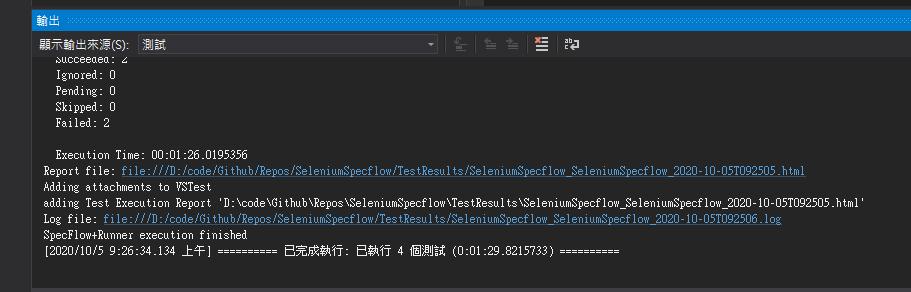 輸出
顯示輸出來源(S): 測試
Succeeded: 2
Ignored: 0
Pending: 0
Skipped: 0
Failed: 2
Execution Time: 00:01:26.0195356
Report file: file:///D:/code/Github/Repos/SeleniumSpecflow/TestResults/SeleniumSpecflow_SeleniumSpecflow_2020-10-05T092505.html
Adding attachments to VSTest
adding Test Execution Report 'D:\code\Github\Repos\SeleniumSpecflow\TestResults\SeleniumSpecflow_SeleniumSpecflow_2020-10-05T092505.html'
Log file: file:///D:/code/Github/Repos/SeleniumSpecflow/TestResults/SeleniumSpecflow_SeleniumSpecflow_2020-10-05T092506.log
SpecFlow+Runner execution finished
[2020/10/5 9:26:34.134 上午] ========== 已完成執行: 已執行 4 個測試 (0:01:29.8215733) ==========